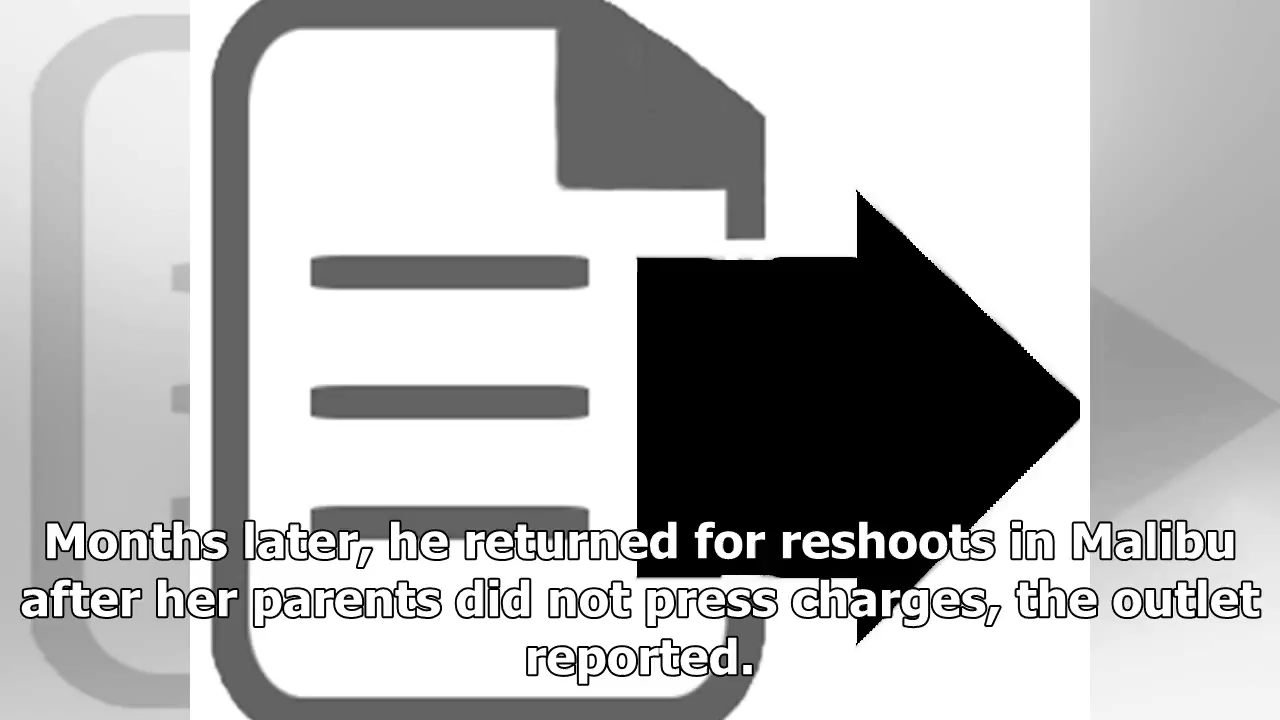 Months later, he returned for reshoots in Malibu
after her parents did not press charges, the outlet
reported.